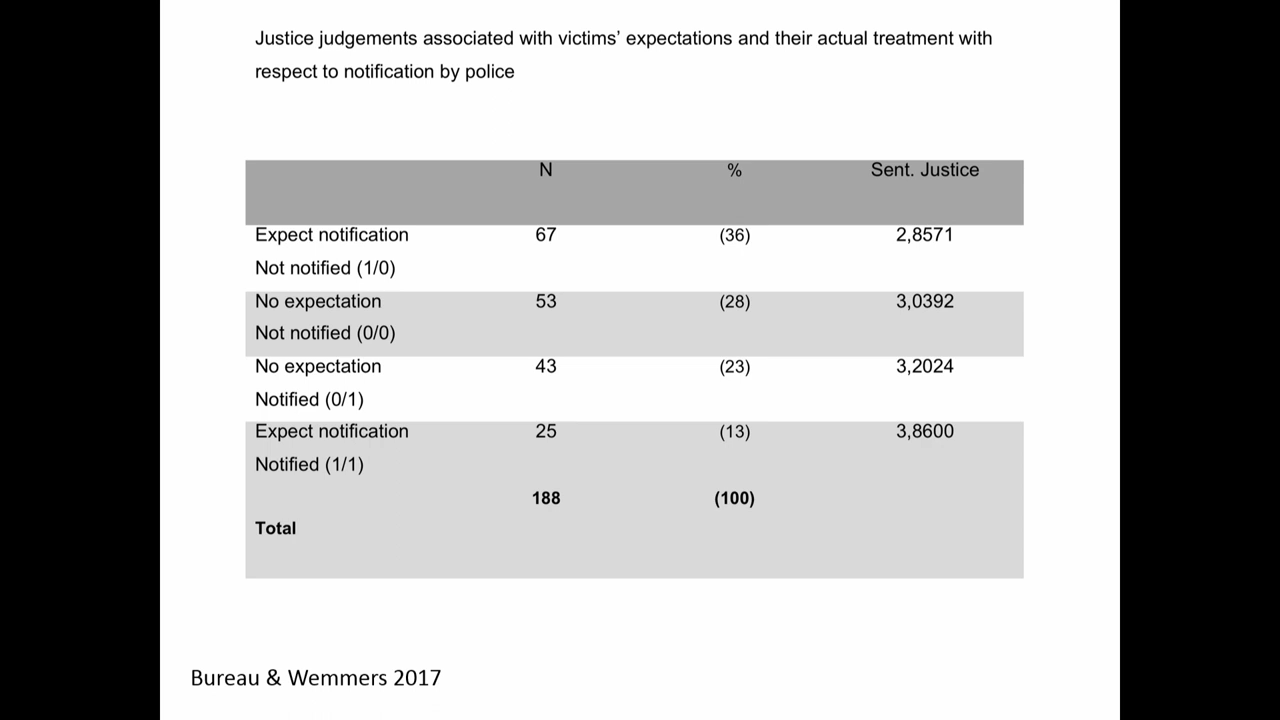 Justice judgements associated with victims’ expectations and their actual treatment with
respect to notification by police
N % Sent. Justice
Expect notification 67 (36) 2,8571
Not notified (1/0)
No expectation 53 (28) 3,0392
Not notified (0/0)
No expectation 43 (23) 3,2024
Notified (0/1)
Expect notification 25 (13) 3,8600
Notified (1/1)
188 (100)
Total
Bureau & Wemmers 2017